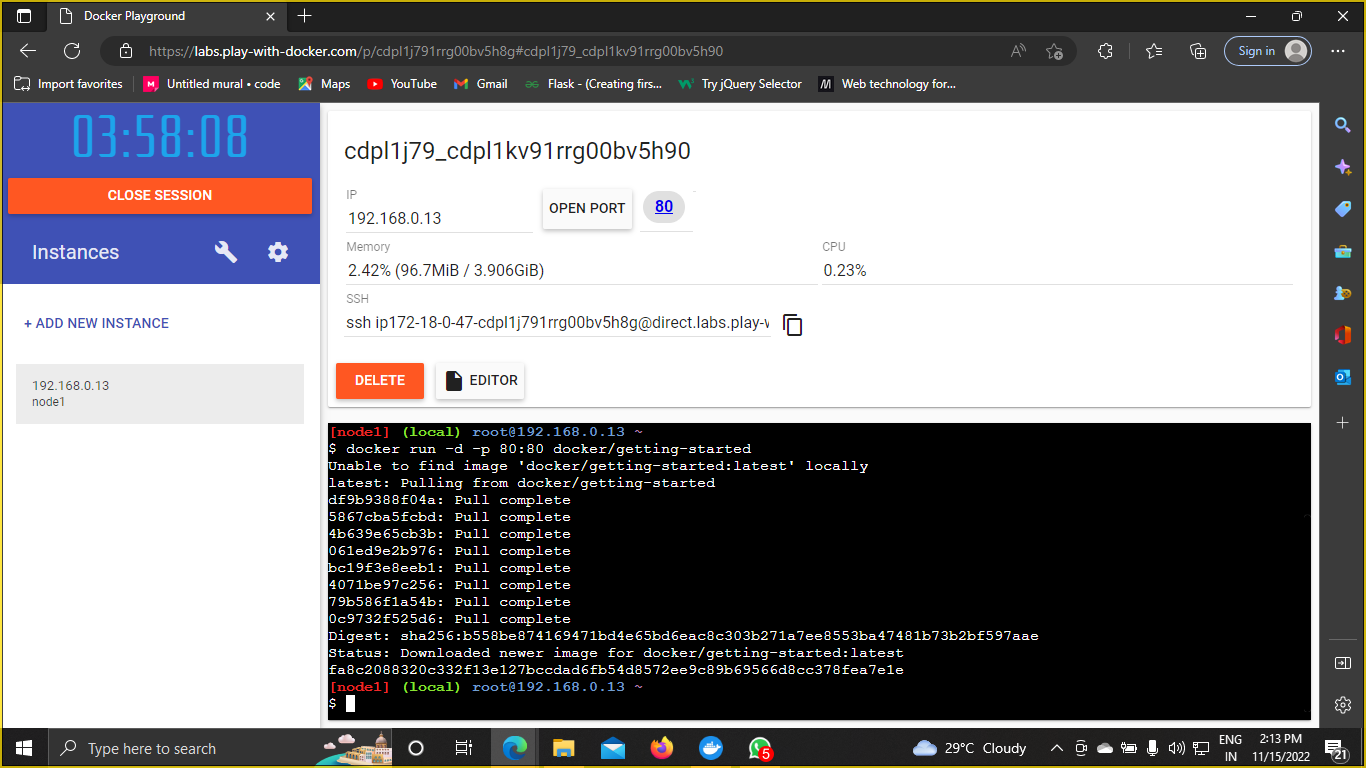 Docker Playground
https://labs.play-with-docker.com/p/cdpl1j791rrg00bv5h8g#cdpl1j79_cdpl1kv91rrg00bv5h90
Sign in
Import favorites
Untitled mural • code
Maps
YouTube
Gmail
Flask - (Creating firs...
Try jQuery Selector
Web technology for...
03:58:08
CLOSE SESSION
Instances
+ ADD NEW INSTANCE
192.168.0.13
node1
cdpl1j79_cdpl1kv91rrg00bv5h90
IP
192.168.0.13
OPEN PORT
80
Memory
2.42% (96.7MiB / 3.906GiB)
CPU
0.23%
SSH
ssh ip172-18-0-47-cdpl1j791rrg00bv5h8g@direct.labs.play-w
DELETE
EDITOR
[node1] (local) root@192.168.0.13 ~
$ docker run -d -p 80:80 docker/getting-started
Unable to find image 'docker/getting-started:latest' locally
latest: Pulling from docker/getting-started
df9b9388f04a: Pull complete
5867cba5fcbd: Pull complete
4b639e65cb3b: Pull complete
061ed9e2b976: Pull complete
bc19f3e8eeb1: Pull complete
4071be97c256: Pull complete
79b586f1a54b: Pull complete
0c9732f525d6: Pull complete
Digest: sha256:b558be874169471bd4e65bd6eac8c303b271a7ee8553ba47481b73b2bf597aae
Status: Downloaded newer image for docker/getting-started:latest
fa8c2088320c332f13e127bccdad6fb54d8572ee9c89b69566d8cc378fea7e1e
[node1] (local) root@192.168.0.13 ~
$
Type here to search
5
29°C Cloudy
ENG
IN
2:13 PM
11/15/2022
21